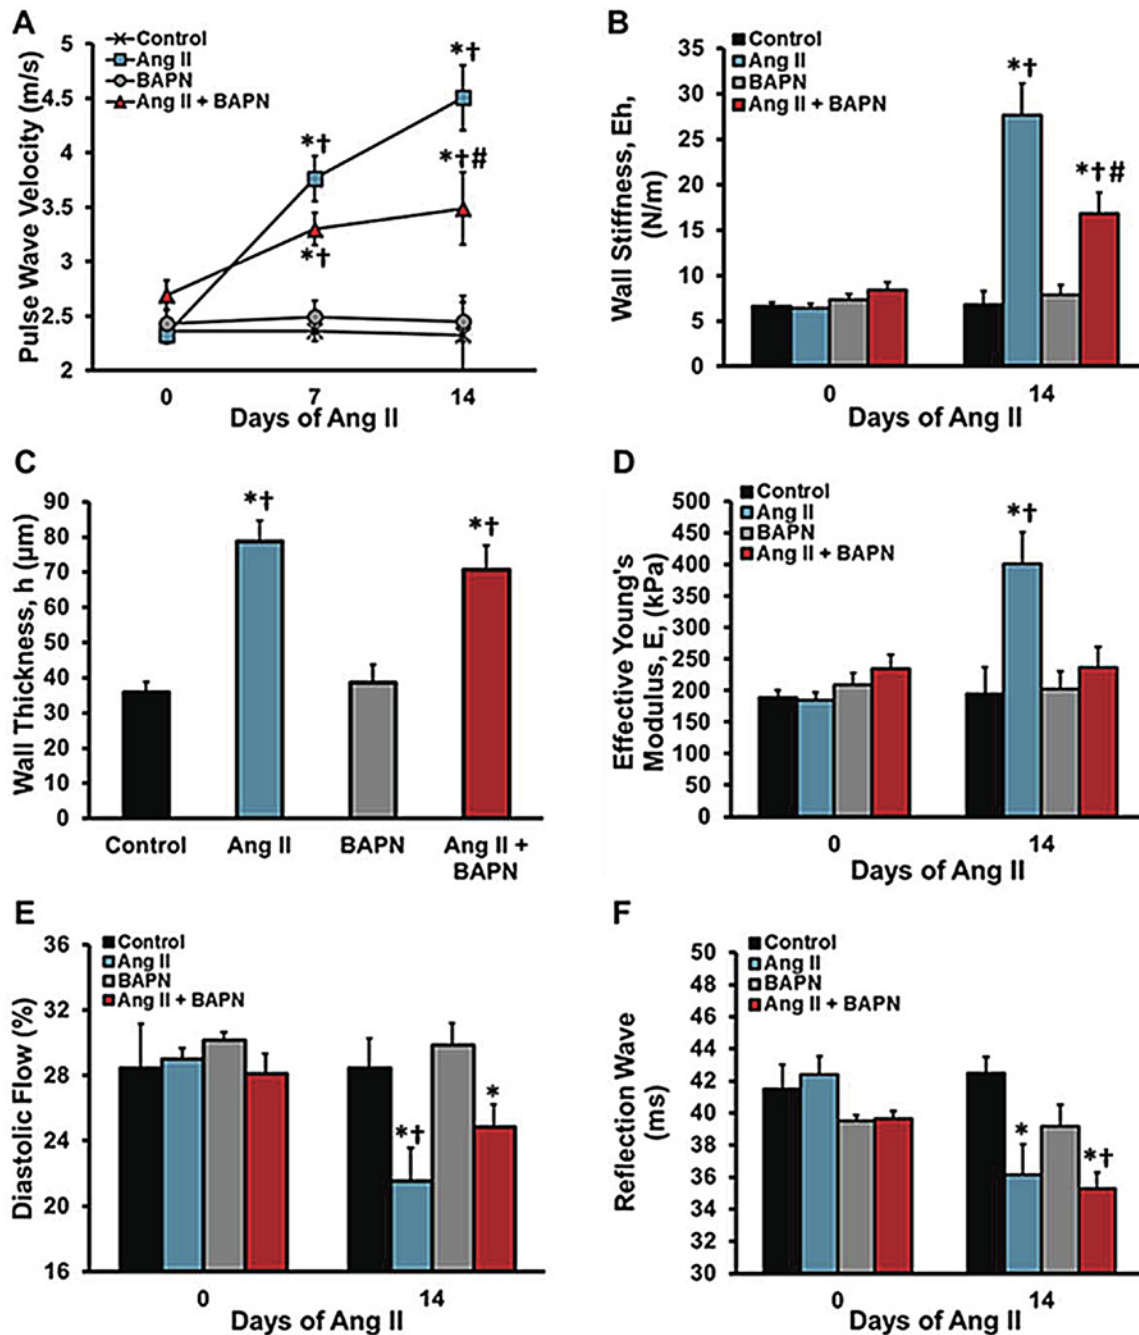 A
Control
Ang II
BAPN
Ang II + BAPN
Pulse Wave Velocity (m/s)
5
4.5
4
3.5
3
2.5
2
*†
*†
*†#
*†
0 7 14
Days of Ang II
B
Control
Ang II
BAPN
Ang II + BAPN
Wall Stiffness, Eh,
(N/m)
35
30
25
20
15
10
5
0
*†
*†#
0 14
Days of Ang II
C
Wall Thickness, h (μm)
90
80
70
60
50
40
30
20
10
0
*†
*†
Control Ang II BAPN Ang II +
BAPN
D
Control
Ang II
BAPN
Ang II + BAPN
Effective Young's
Modulus, E, (kPa)
500
450
400
350
300
250
200
150
100
50
0
*†
0 14
Days of Ang II
E
Control
Ang II
BAPN
Ang II + BAPN
Diastolic Flow (%)
36
32
28
24
20
16
*†
*
0 14
Days of Ang II
F
Control
Ang II
BAPN
Ang II + BAPN
Reflection Wave
(ms)
50
48
46
44
42
40
38
36
34
32
30
*
*†
0 14
Days of Ang II